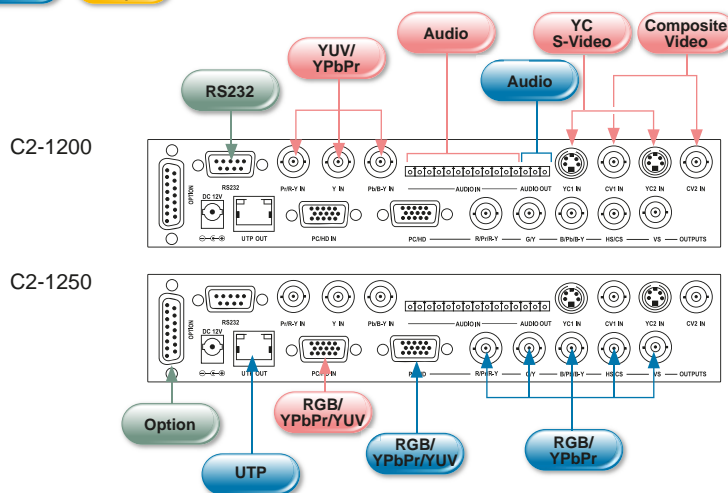 YC
S-Video
Composite
Video
Audio
YUV/
YPbPr
Audio
RS232
C2-1200
OPTION
RS232
Pr/R-Y IN
Y IN
Pb/B-Y IN
AUDIO IN
AUDIO OUT
YC1 IN
CV1 IN
YC2 IN
CV2 IN
DC 12V
UTP OUT
PC/HD IN
PC/HD
R/Pr/R-Y
G/Y
B/Pb/B-Y
HS/CS
VS
OUTPUTS
C2-1250
OPTION
RS232
Pr/R-Y IN
Y IN
Pb/B-Y IN
AUDIO IN
AUDIO OUT
YC1 IN
CV1 IN
YC2 IN
CV2 IN
DC 12V
UTP OUT
PC/HD IN
PC/HD
R/Pr/R-Y
G/Y
B/Pb/B-Y
HS/CS
VS
OUTPUTS
Option
RGB/
YPbPr/YUV
RGB/
YPbPr/YUV
RGB/
YPbPr
UTP